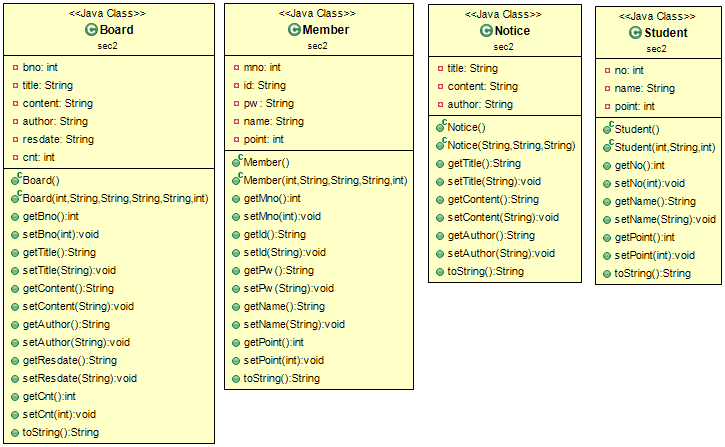 <<Java Class>>
Board
sec2
bno: int
title: String
content: String
author: String
resdate: String
cnt: int
Board()
Board(int,String,String,String,String,int)
getBno():int
setBno(int):void
getTitle():String
setTitle(String):void
getContent():String
setContent(String):void
getAuthor():String
setAuthor(String):void
getResdate():String
setResdate(String):void
getCnt():int
setCnt(int):void
toString():String
<<Java Class>>
Member
sec2
mno: int
id: String
pw: String
name: String
point: int
Member()
Member(int,String,String,String,int)
getMno():int
setMno(int):void
getId():String
setId(String):void
getPw():String
setPw(String):void
getName():String
setName(String):void
getPoint():int
setPoint(int):void
toString():String
<<Java Class>>
Notice
sec2
title: String
content: String
author: String
Notice()
Notice(String,String,String)
getTitle():String
setTitle(String):void
getContent():String
setContent(String):void
getAuthor():String
setAuthor(String):void
toString():String
<<Java Class>>
Student
sec2
no: int
name: String
point: int
Student()
Student(int,String,int)
getNo():int
setNo(int):void
getName():String
setName(String):void
getPoint():int
setPoint(int):void
toString():String